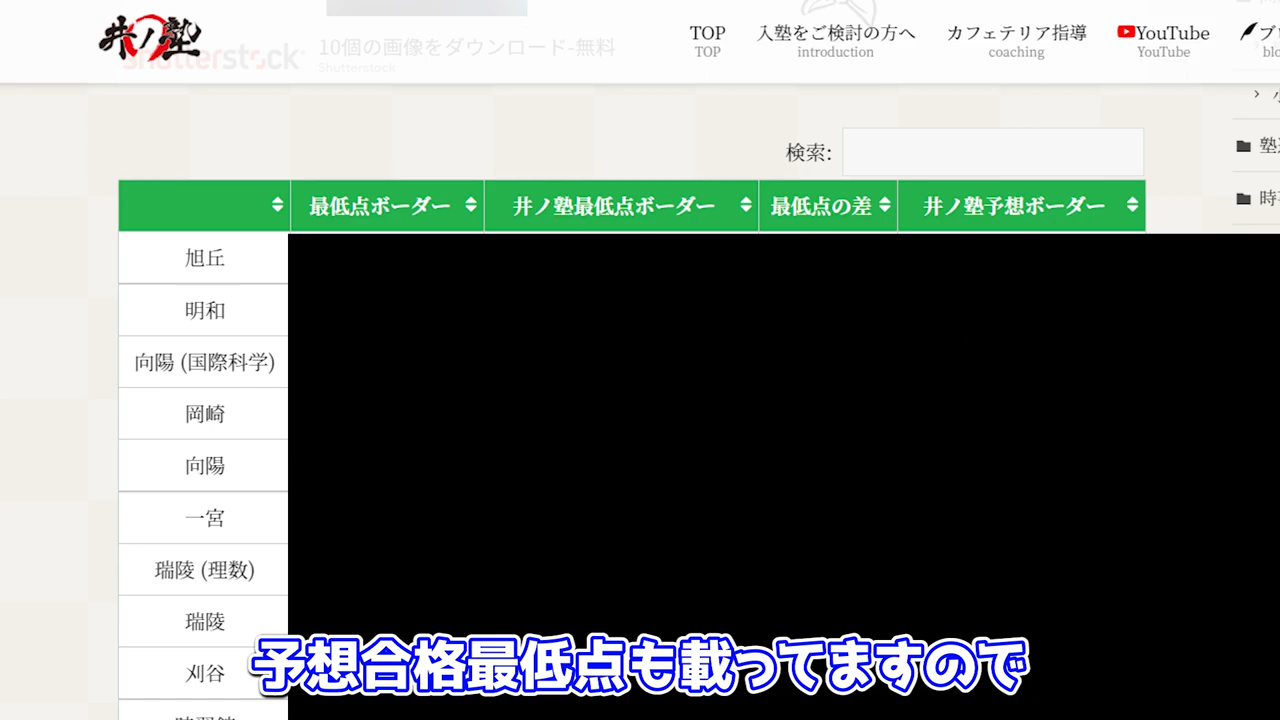 井ノ塾
TOP
TOP
入塾をご検討の方へ
introduction
カフェテリア指導
coaching
YouTube
YouTube
shutterstock
10個の画像をダウンロード-無料
Shutterstock
検索:
最低点ボーダー
井ノ塾最低点ボーダー
最低点の差
井ノ塾予想ボーダー
旭丘
明和
向陽 (国際科学)
岡崎
向陽
一宮
瑞陵 (理数)
瑞陵
刈谷
予想合格最低点も載ってますので